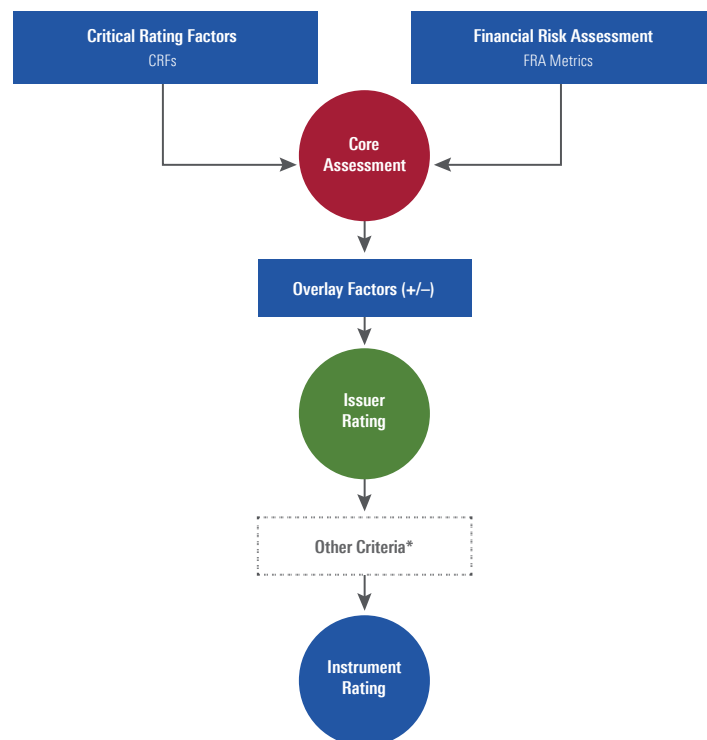 Critical Rating Factors
CRFs
Financial Risk Assessment
FRA Metrics
Core
Assessment
Overlay Factors (+/–)
Issuer
Rating
Other Criteria*
Instrument
Rating